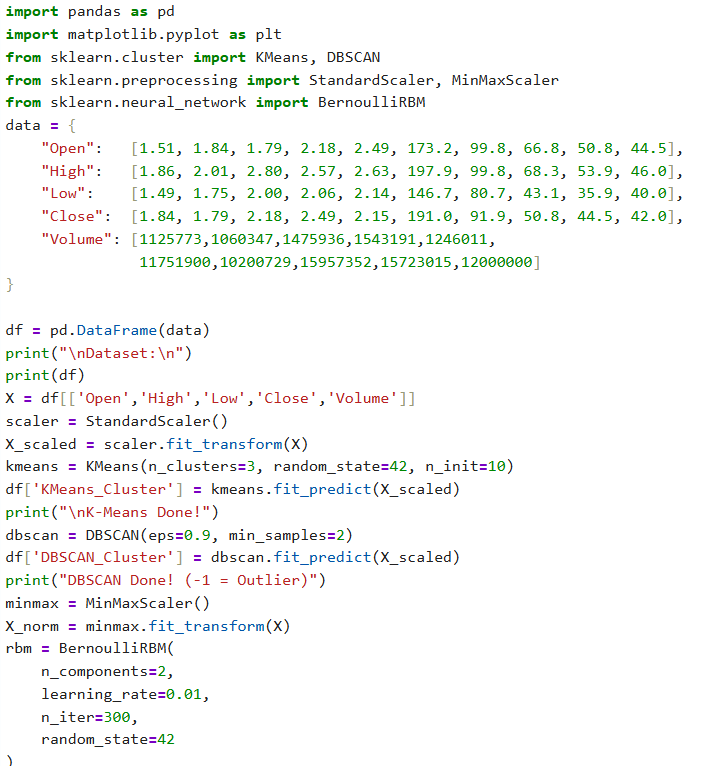 import pandas as pd
import matplotlib.pyplot as plt
from sklearn.cluster import KMeans, DBSCAN
from sklearn.preprocessing import StandardScaler, MinMaxScaler
from sklearn.neural_network import BernoulliRBM
data = {
    "Open":   [1.51, 1.84, 1.79, 2.18, 2.49, 173.2, 99.8, 66.8, 50.8, 44.5],
    "High":   [1.86, 2.01, 2.80, 2.57, 2.63, 197.9, 99.8, 68.3, 53.9, 46.0],
    "Low":    [1.49, 1.75, 2.00, 2.06, 2.14, 146.7, 80.7, 43.1, 35.9, 40.0],
    "Close":  [1.84, 1.79, 2.18, 2.49, 2.15, 191.0, 91.9, 50.8, 44.5, 42.0],
    "Volume": [1125773,1060347,1475936,1543191,1246011,
               11751900,10200729,15957352,15723015,12000000]
}

df = pd.DataFrame(data)
print("\nDataset:\n")
print(df)
X = df[['Open','High','Low','Close','Volume']]
scaler = StandardScaler()
X_scaled = scaler.fit_transform(X)
kmeans = KMeans(n_clusters=3, random_state=42, n_init=10)
df['KMeans_Cluster'] = kmeans.fit_predict(X_scaled)
print("\nK-Means Done!")
dbscan = DBSCAN(eps=0.9, min_samples=2)
df['DBSCAN_Cluster'] = dbscan.fit_predict(X_scaled)
print("DBSCAN Done! (-1 = Outlier)")
minmax = MinMaxScaler()
X_norm = minmax.fit_transform(X)
rbm = BernoulliRBM(
    n_components=2,
    learning_rate=0.01,
    n_iter=300,
    random_state=42
)